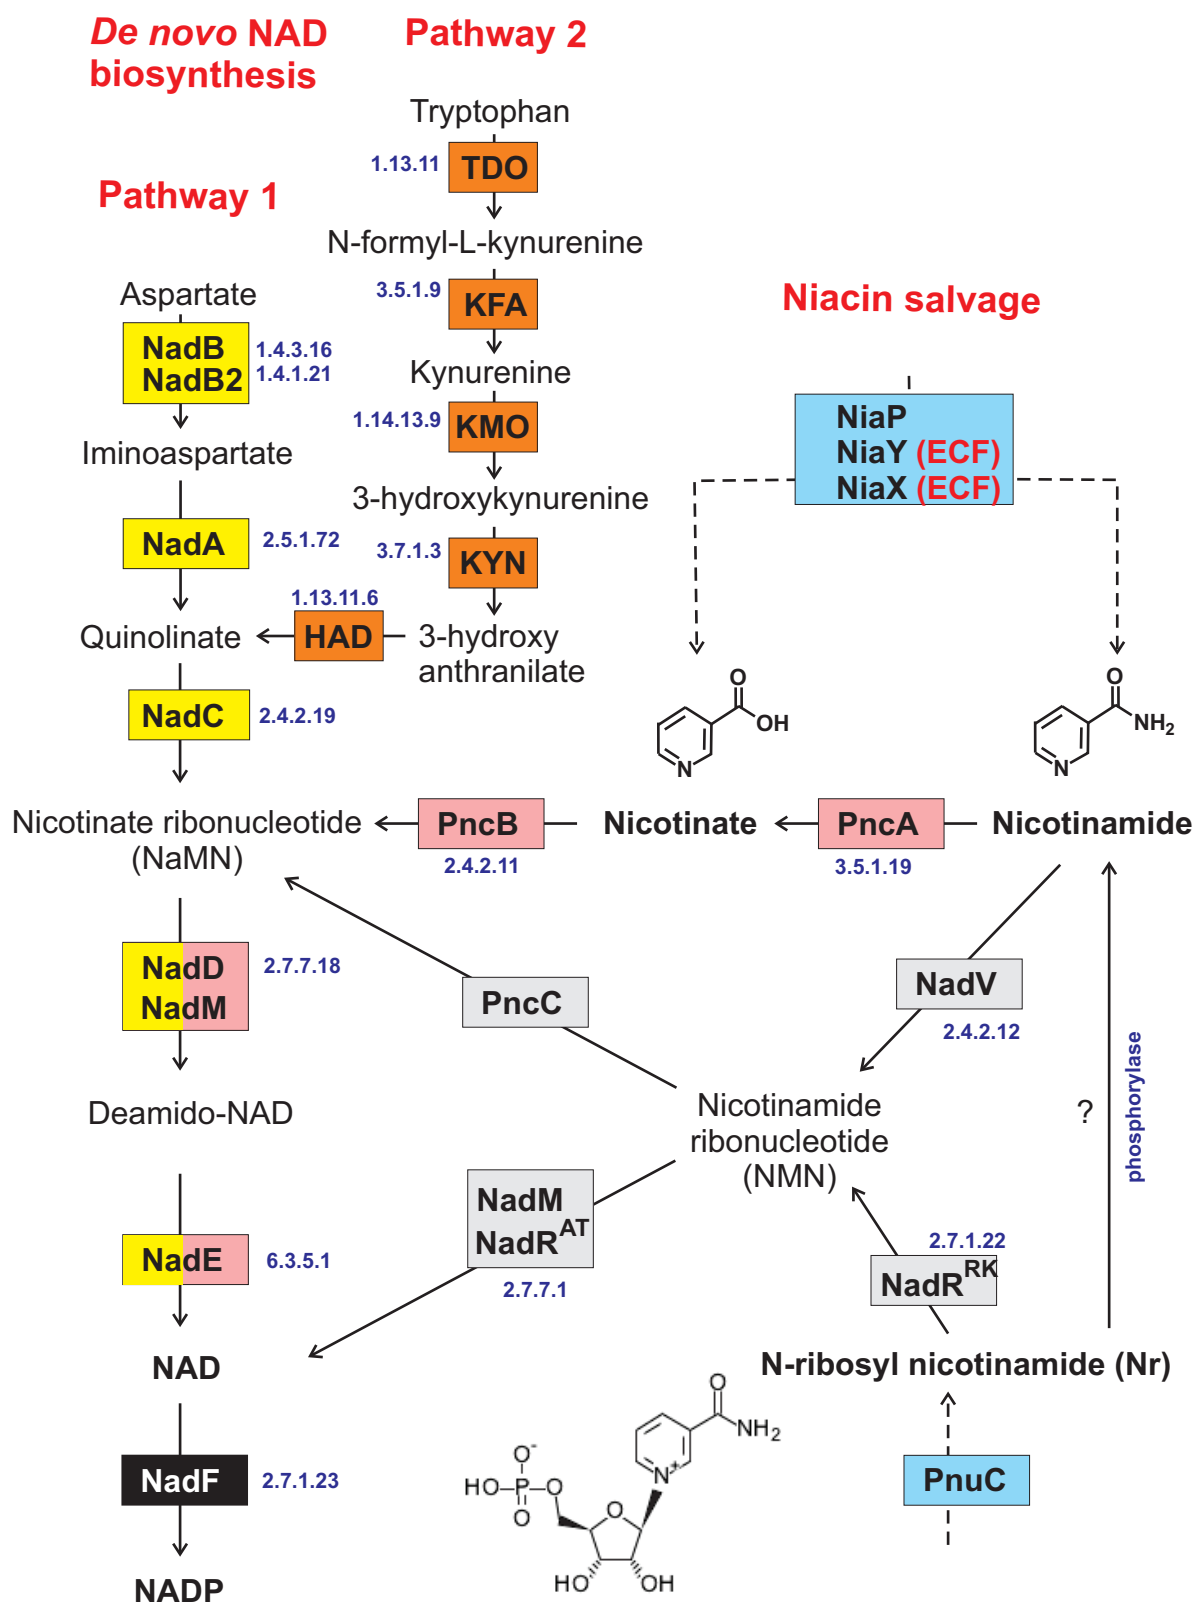 De novo NAD
biosynthesis
Pathway 1
Aspartate
NadB
NadB2
1.4.3.16
1.4.1.21
Iminoaspartate
NadA
2.5.1.72
Quinolinate
NadC
2.4.2.19
Nicotinate ribonucleotide
(NaMN)
NadD
NadM
2.7.7.18
Deamido-NAD
NadE
6.3.5.1
NAD
NadF
2.7.1.23
NADP
Pathway 2
Tryptophan
1.13.11
TDO
N-formyl-L-kynurenine
3.5.1.9
KFA
Kynurenine
1.14.13.9
KMO
3-hydroxykynurenine
3.7.1.3
KYN
3-hydroxy
anthranilate
1.13.11.6
HAD
Niacin salvage
NiaP
NiaY (ECF)
NiaX (ECF)
O
OH
N
O
NH2
N
PncB
2.4.2.11
Nicotinate
PncA
3.5.1.19
Nicotinamide
PncC
NadV
2.4.2.12
Nicotinamide
ribonucleotide
(NMN)
?
phosphorylase
NadM
NadR AT
2.7.7.1
2.7.1.22
NadR RK
N-ribosyl nicotinamide (Nr)
PnuC
O
NH2
N+
O-
HO-P-O
O
O
HO
OH